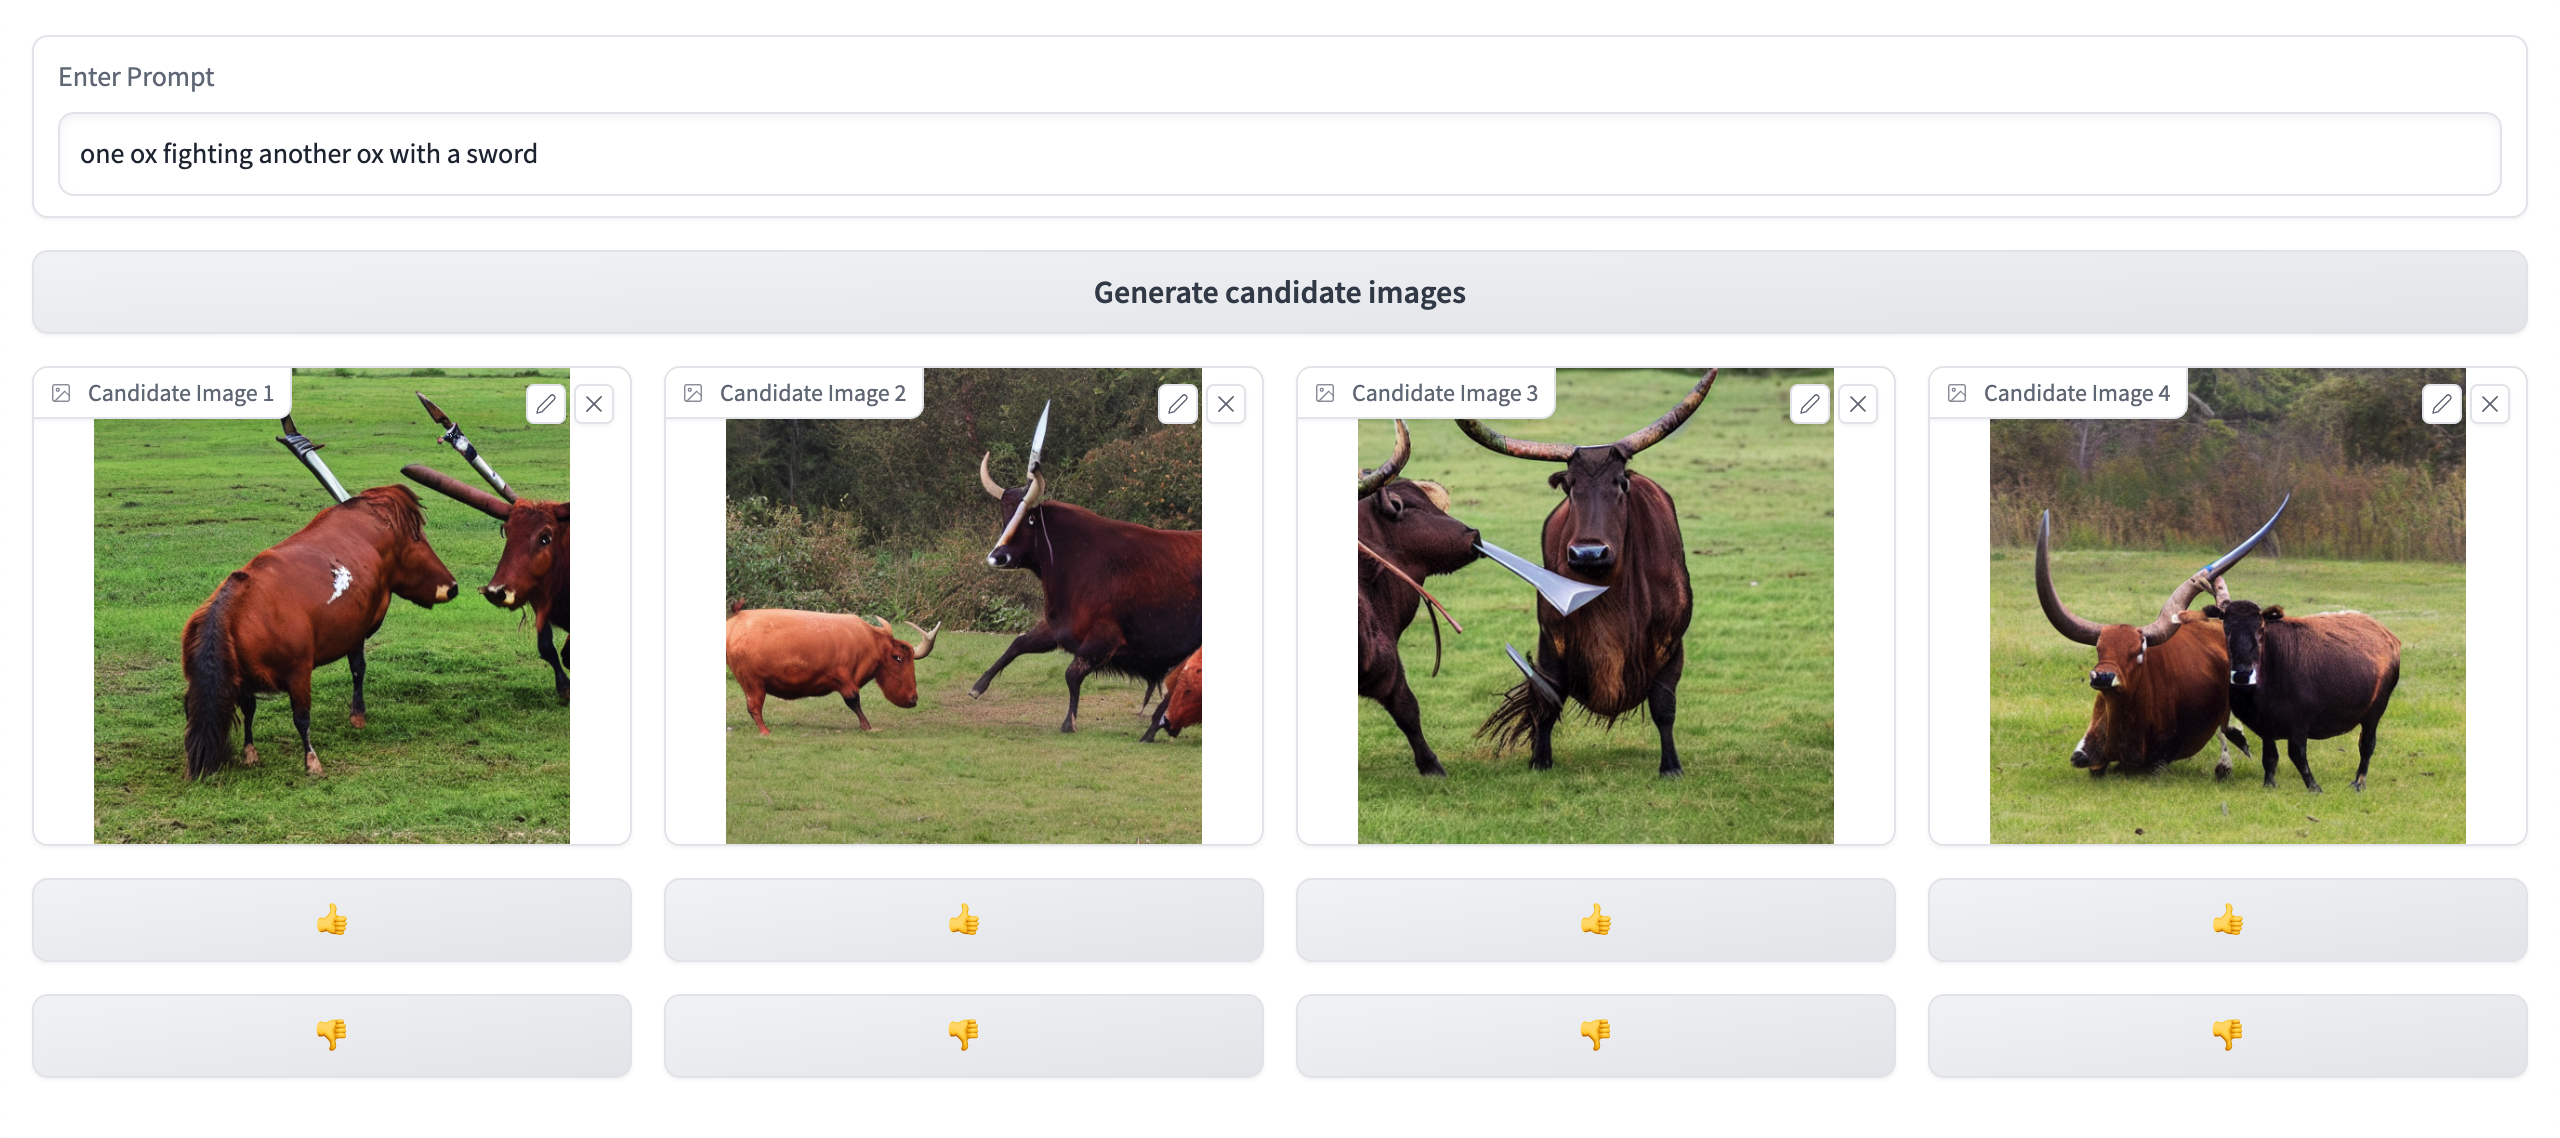 Enter Prompt
one ox fighting another ox with a sword
Generate candidate images
Candidate Image 1
Candidate Image 2
Candidate Image 3
Candidate Image 4